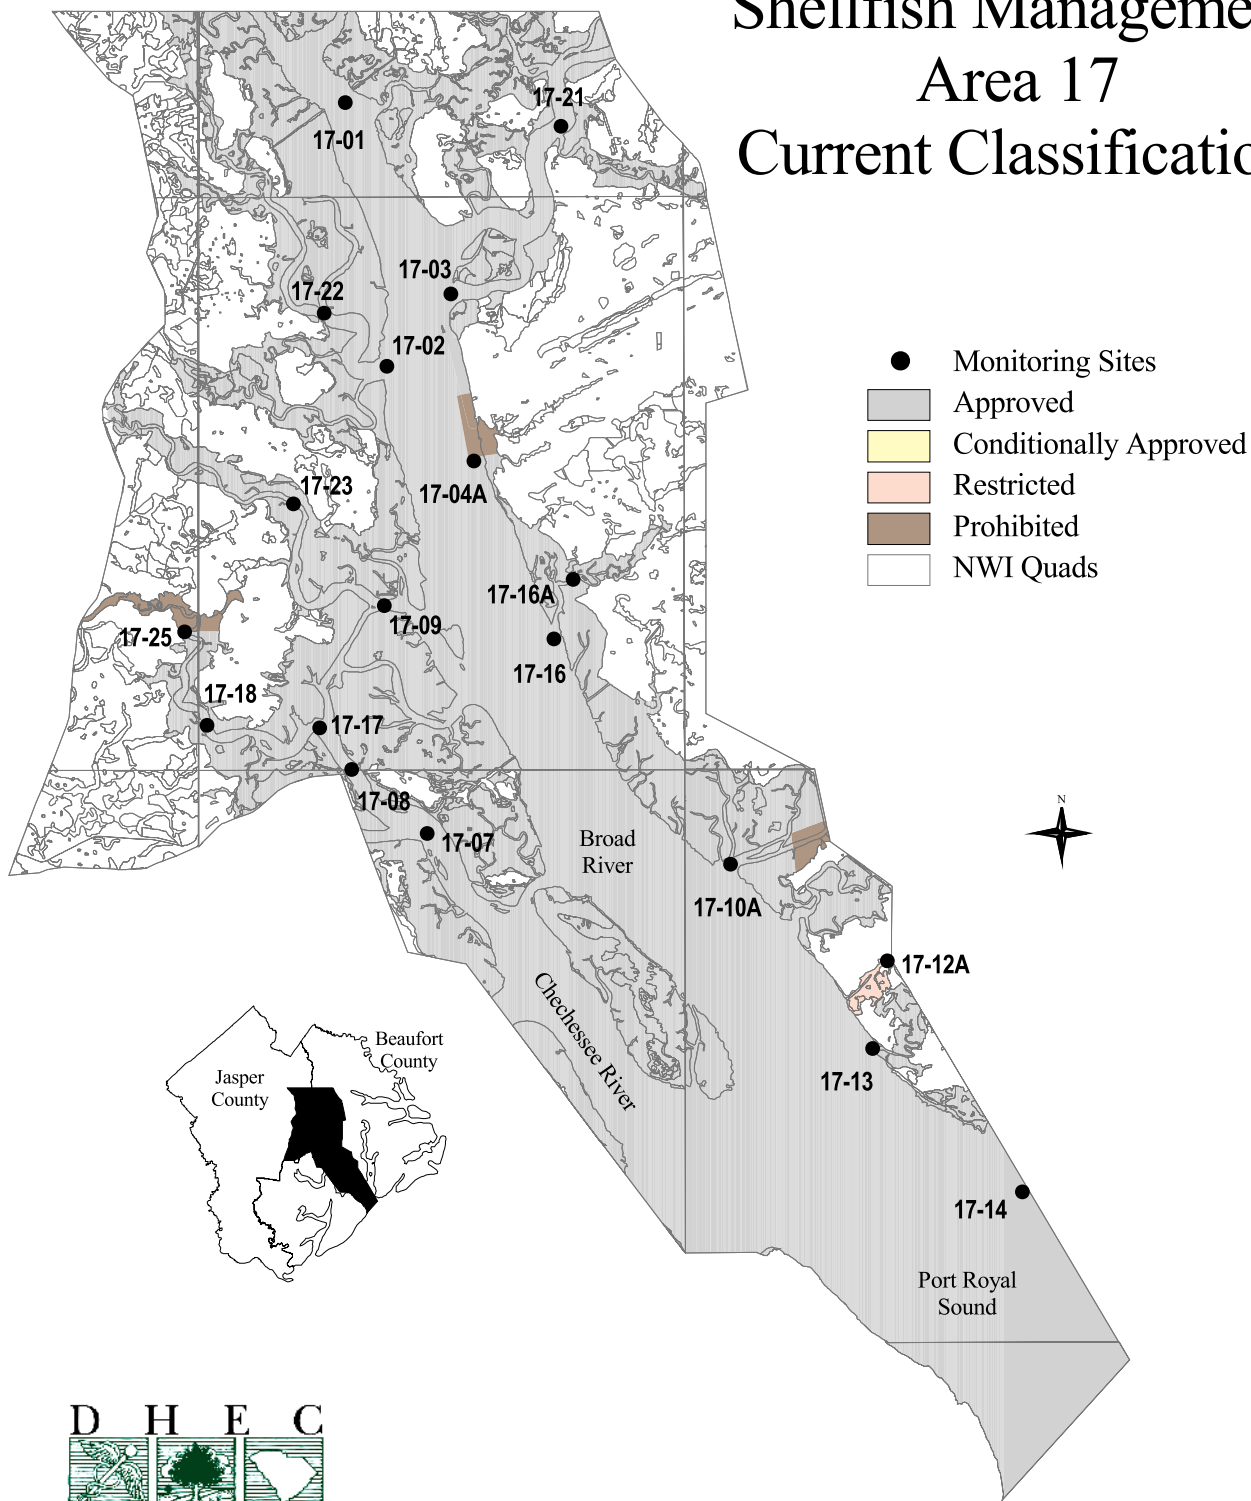 Shellfish Manageme
Area 17
Current Classificatio
17-21
17-01
17-03
17-22
17-02
Monitoring Sites
Approved
Conditionally Approved
Restricted
Prohibited
NWI Quads
17-23
17-04A
17-16A
17-09
17-25
17-16
17-18
17-17
17-08
17-07
Broad
River
N
17-10A
17-12A
Chechessee River
17-13
Beaufort
County
Jasper
County
17-14
Port Royal
Sound
D H E C